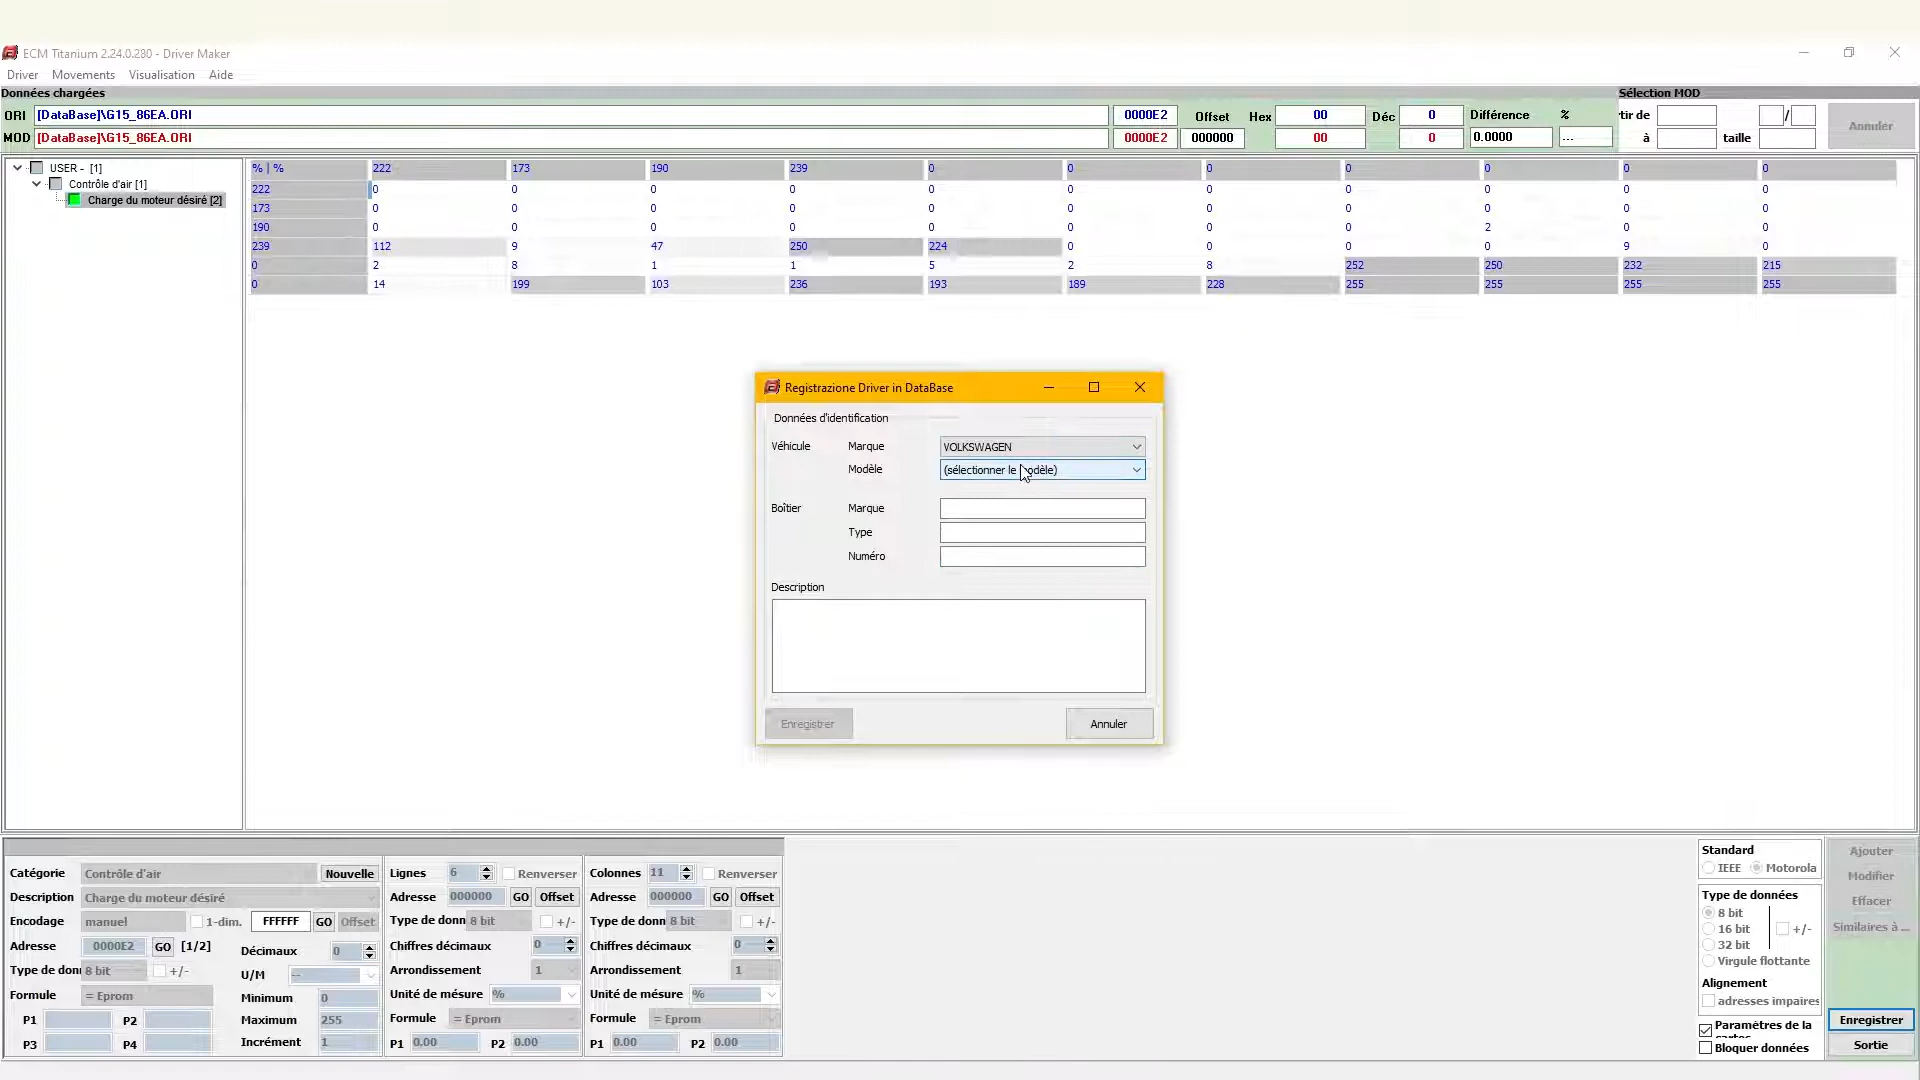 ECM Titanium 2.24.0.280 - Driver Maker
Driver Movements Visualisation Aide
Données chargées Sélection MOD
ORI [DataBase]\G15_86EA.ORI 0000E2 Offset Hex 00 Déc 0 Différence % tir de / Annuler
MOD [DataBase]\G15_86EA.ORI 0000E2 000000 00 0 0.0000 ... à taille
USER - [1]
Contrôle d'air [1]
Charge du moteur désiré [2]
% | % 222 173 190 239 0 0 0 0 0 0 0
222 0 0 0 0 0 0 0 0 0 0 0
173 0 0 0 0 0 0 0 0 0 0 0
190 0 0 0 0 0 0 0 0 2 0 0
239 112 9 47 250 224 0 0 0 0 9 0
0 2 8 1 1 5 2 8 252 250 232 215
0 14 199 103 236 193 189 228 255 255 255 255
Registrazione Driver in DataBase
Données d'identification
Véhicule Marque VOLKSWAGEN
Modèle (sélectionner le modèle)
Boîtier Marque
Type
Numéro
Description
Enregistrer Annuler
Catégorie Contrôle d'air Nouvelle
Description Charge du moteur désiré
Encodage manuel 1-dim. FFFFFF GO Offset
Adresse 0000E2 GO [1/2] Décimaux 0
Type de don 8 bit +/- U/M --
Formule = Eprom Minimum 0
P1 P2 Maximum 255
P3 P4 Incrément 1
Lignes 6 Renverser
Adresse 000000 GO Offset
Type de donn 8 bit +/-
Chiffres décimaux 0
Arrondissement 1
Unité de mésure %
Formule = Eprom
P1 0.00 P2 0.00
Colonnes 11 Renverser
Adresse 000000 GO Offset
Type de donn 8 bit +/-
Chiffres décimaux 0
Arrondissement 1
Unité de mésure %
Formule = Eprom
P1 0.00 P2 0.00
Standard
IEEE Motorola
Type de données
8 bit
16 bit +/-
32 bit
Virgule flottante
Alignement
adresses impaires
Paramètres de la
Bloquer données
Ajouter
Modifier
Effacer
Similaires à ...
Enregistrer
Sortie